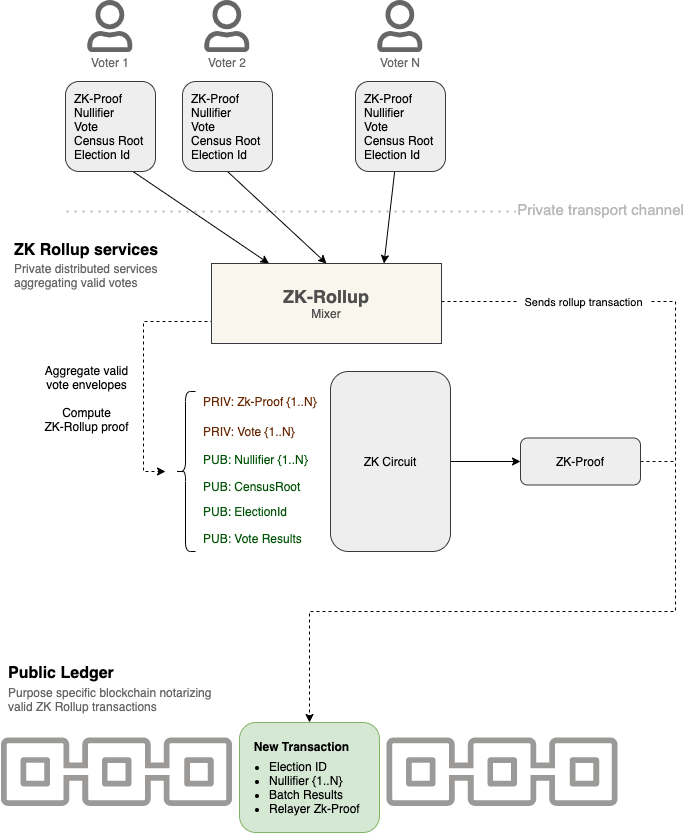 Voter 1
Voter 2
Voter N
ZK-Proof
Nullifier
Vote
Census Root
Election Id
ZK-Proof
Nullifier
Vote
Census Root
Election Id
ZK-Proof
Nullifier
Vote
Census Root
Election Id
Private transport channel
ZK Rollup services
Private distributed services
aggregating valid votes
ZK-Rollup
Mixer
Sends rollup transaction
Aggregate valid
vote envelopes
Compute
ZK-Rollup proof
PRIV: Zk-Proof {1..N}
PRIV: Vote {1..N}
PUB: Nullifier {1..N}
PUB: CensusRoot
PUB: ElectionId
PUB: Vote Results
ZK Circuit
ZK-Proof
Public Ledger
Purpose specific blockchain notarizing
valid ZK Rollup transactions
New Transaction
• Election ID
• Nullifier {1..N}
• Batch Results
• Relayer Zk-Proof